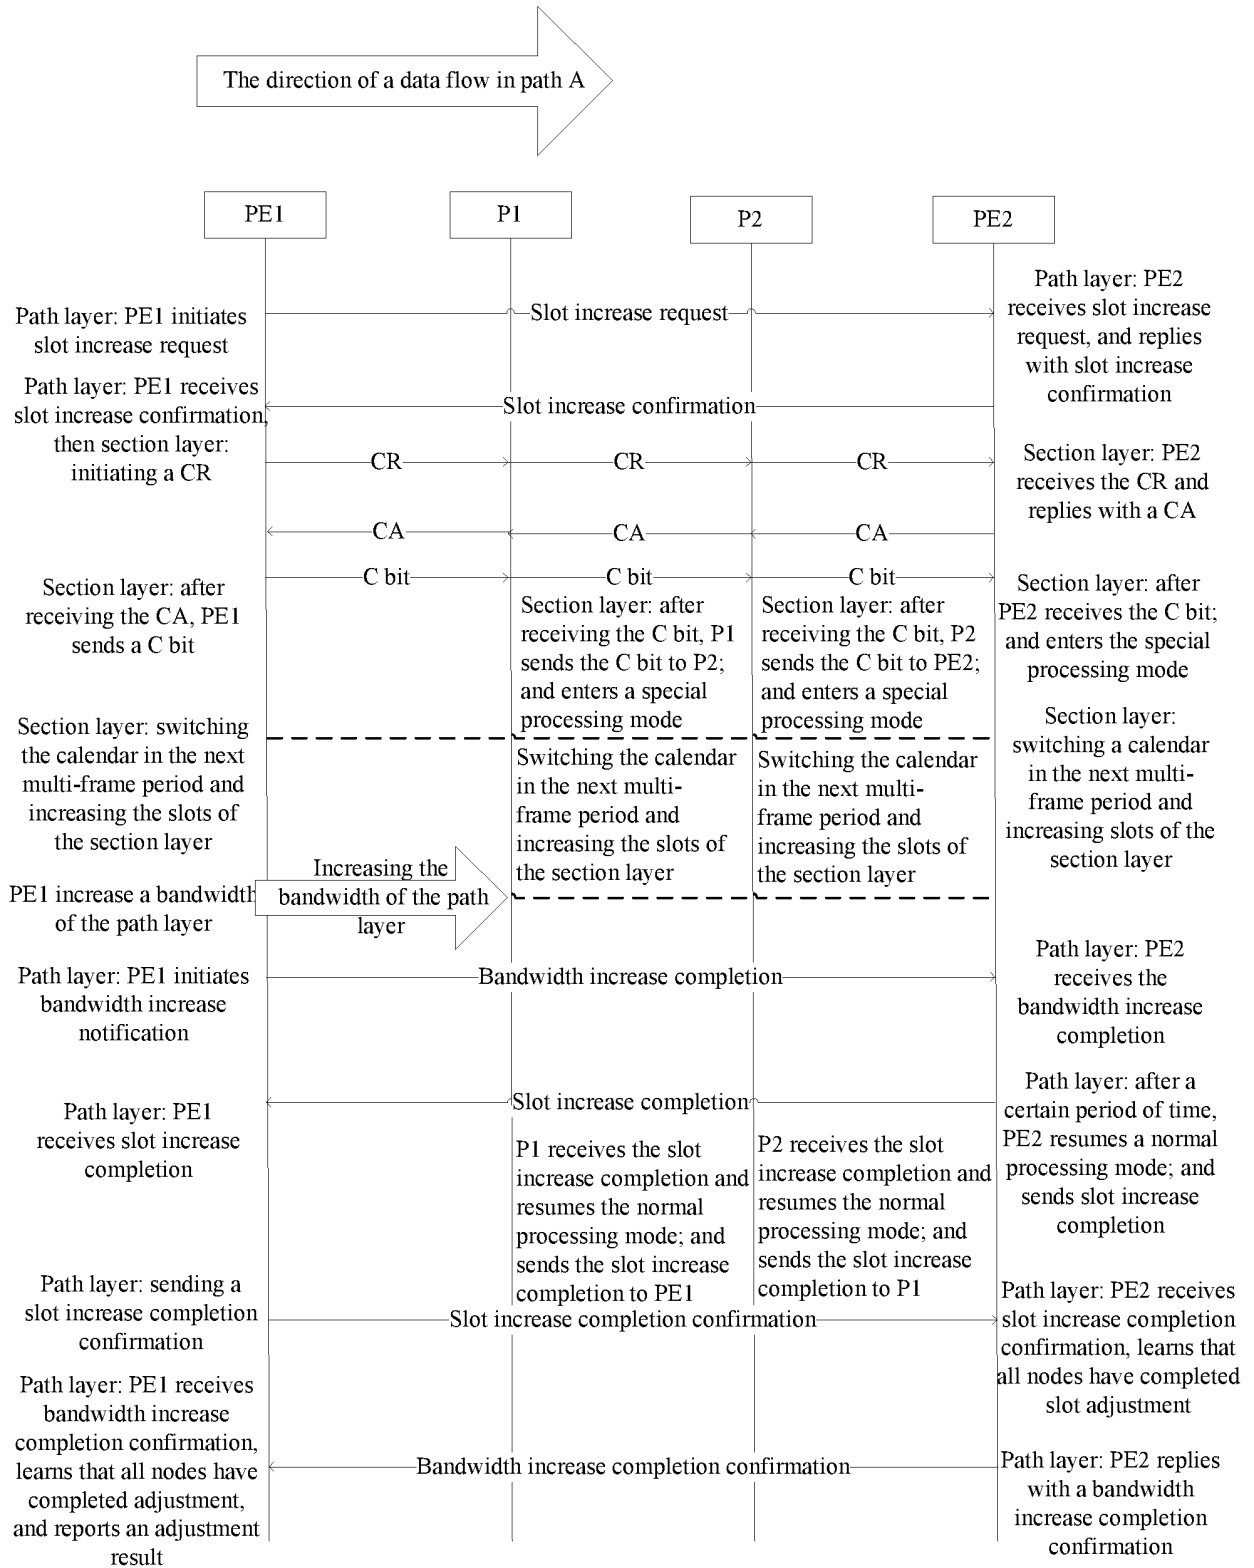 The direction of a data flow in path A
PE1
P1
P2
PE2
Path layer: PE1 initiates
slot increase request
Slot increase request
Path layer: PE2
receives slot increase
request, and replies
with slot increase
confirmation
Path layer: PE1 receives
slot increase confirmation,
then section layer:
initiating a CR
Slot increase confirmation
CR
CR
CR
Section layer: PE2
receives the CR and
replies with a CA
CA
CA
CA
C bit
C bit
C bit
Section layer: after
receiving the CA, PE1
sends a C bit
Section layer: after
receiving the C bit, P1
sends the C bit to P2;
and enters a special
processing mode
Section layer: after
receiving the C bit, P2
sends the C bit to PE2;
and enters a special
processing mode
Section layer: after
PE2 receives the C bit;
and enters the special
processing mode
Section layer: switching
the calendar in the next
multi-frame period and
increasing the slots of
the section layer
Switching the calendar
in the next multi-
frame period and
increasing the slots of
the section layer
Switching the calendar
in the next multi-
frame period and
increasing the slots of
the section layer
Section layer:
switching a calendar
in the next multi-
frame period and
increasing slots of the
section layer
PE1 increase a bandwidth
of the path layer
Increasing the
bandwidth of the path
layer
Path layer: PE1 initiates
bandwidth increase
notification
Bandwidth increase completion
Path layer: PE2
receives the
bandwidth increase
completion
Path layer: PE1
receives slot increase
completion
Slot increase completion
Path layer: after a
certain period of time,
PE2 resumes a normal
processing mode; and
sends slot increase
completion
P1 receives the slot
increase completion and
resumes the normal
processing mode; and
sends the slot increase
completion to PE1
P2 receives the slot
increase completion and
resumes the normal
processing mode; and
sends the slot increase
completion to P1
Path layer: sending a
slot increase completion
confirmation
Slot increase completion confirmation
Path layer: PE2 receives
slot increase completion
confirmation, learns that
all nodes have completed
slot adjustment
Path layer: PE1 receives
bandwidth increase
completion confirmation,
learns that all nodes have
completed adjustment,
and reports an adjustment
result
Bandwidth increase completion confirmation
Path layer: PE2 replies
with a bandwidth
increase completion
confirmation